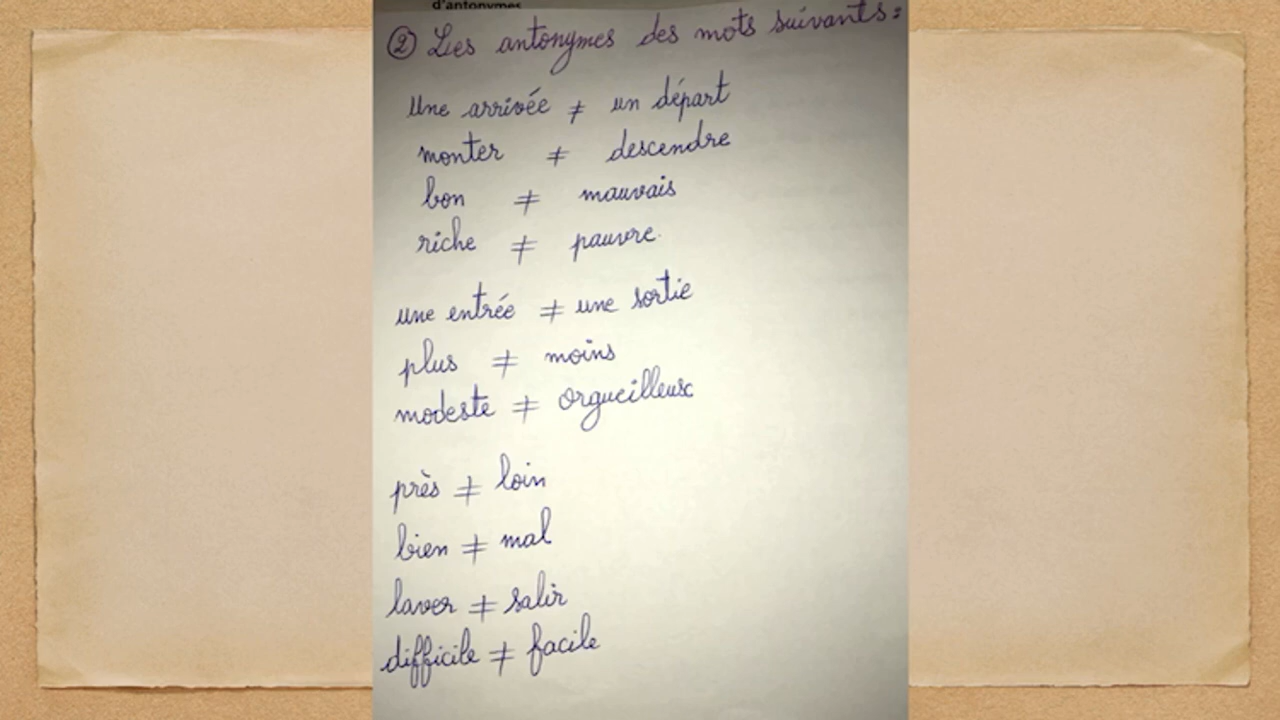 d'antonymes
② Les antonymes des mots suivants :
Une arrivée ≠ un départ
monter ≠ descendre
bon ≠ mauvais
riche ≠ pauvre.
une entrée ≠ une sortie
plus ≠ moins
modeste ≠ orgueilleux
près ≠ loin
bien ≠ mal
laver ≠ salir
difficile ≠ facile